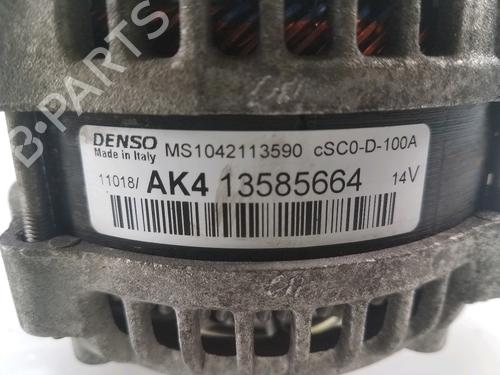 DENSO MS1042113590 cSC0-D-100A
Made in Italy
11018/ AK4 13585664 14V
B-PARTS